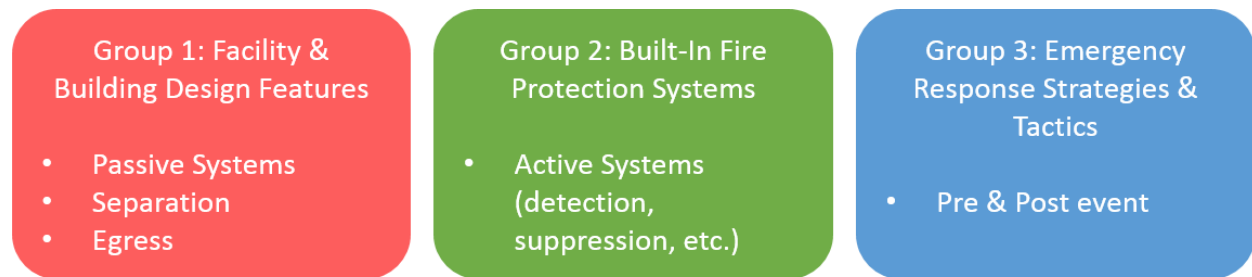 Group 1: Facility &
Building Design Features
• Passive Systems
• Separation
• Egress
Group 2: Built-In Fire
Protection Systems
• Active Systems
(detection,
suppression, etc.)
Group 3: Emergency
Response Strategies &
Tactics
• Pre & Post event